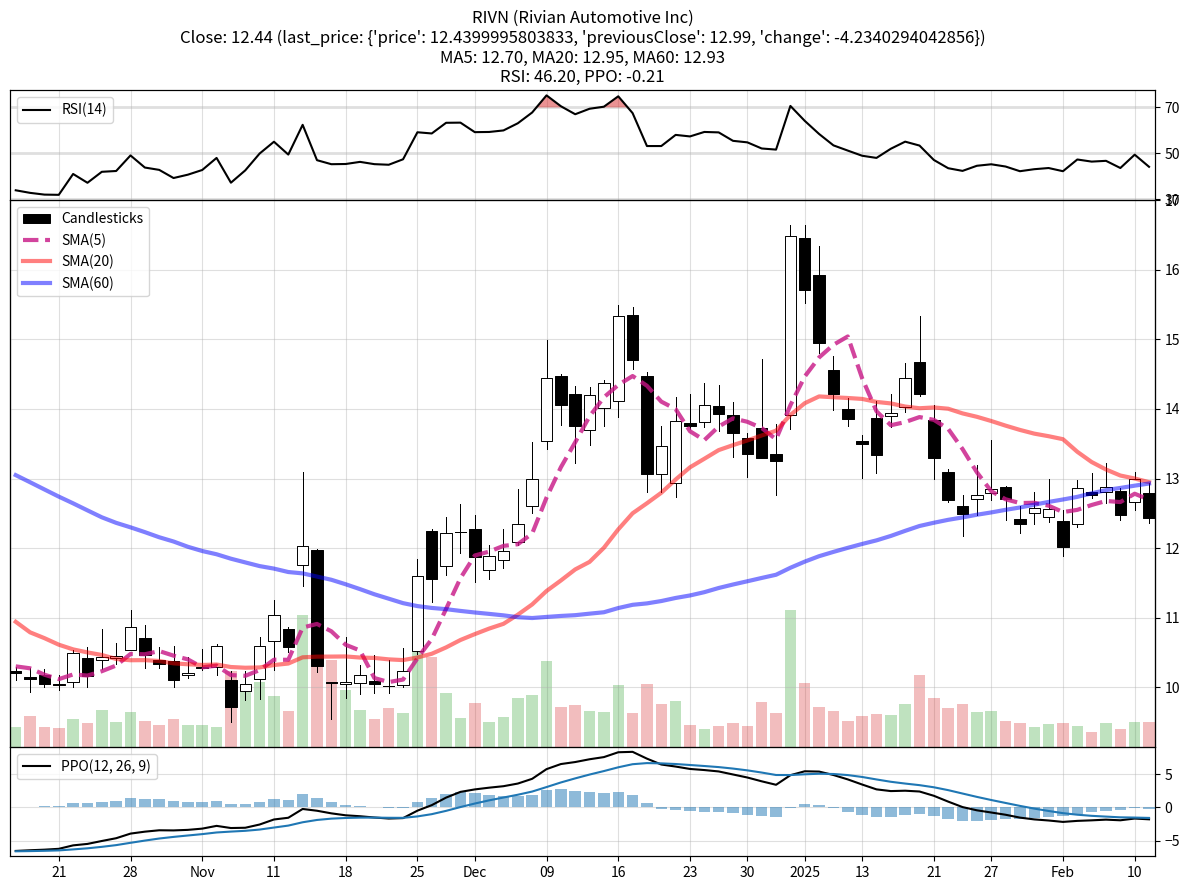 RIVN (Rivian Automotive Inc)
Close: 12.44 (last_price: {'price': 12.4399995803833, 'previousClose': 12.99, 'change': -4.2340294042856})
MA5: 12.70, MA20: 12.95, MA60: 12.93
RSI: 46.20, PPO: -0.21
RSI(14)
70
50
30
17
Candlesticks
SMA(5)
SMA(20)
SMA(60)
16
15
14
13
12
11
10
PPO(12, 26, 9)
5
0
−5
21 28 Nov 11 18 25 Dec 09 16 23 30 2025 13 21 27 Feb 10